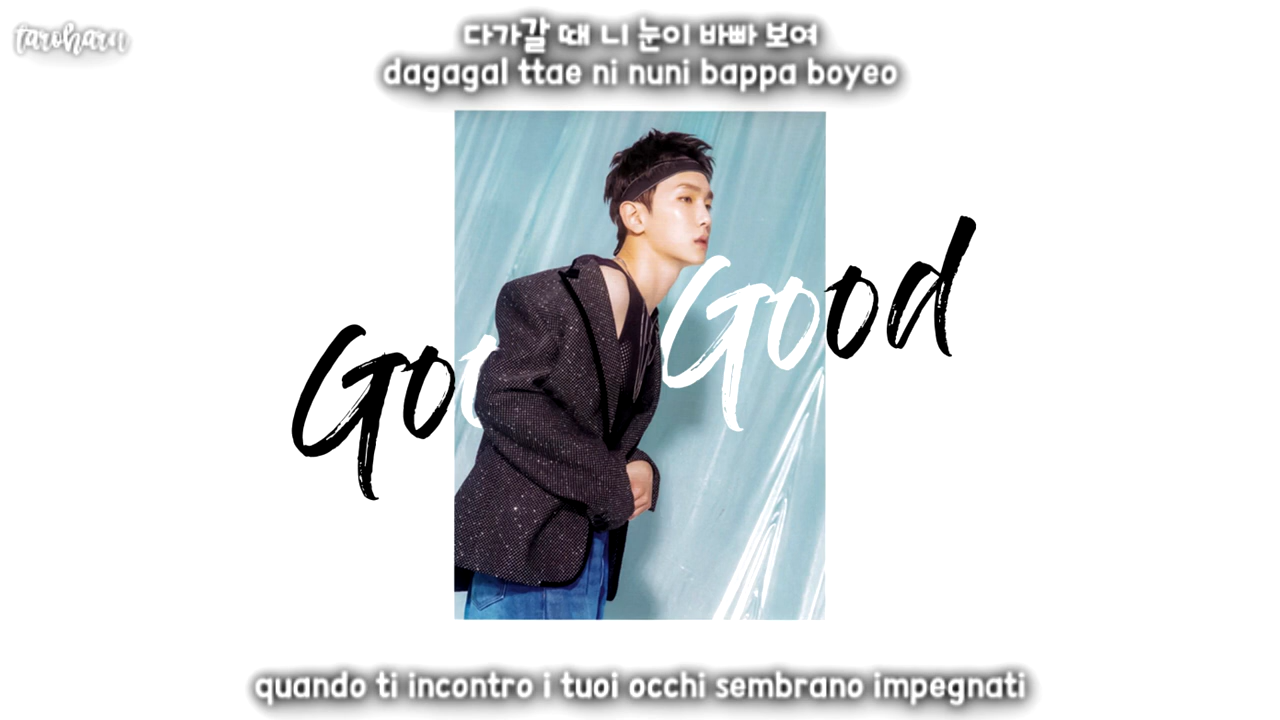 taroharu
다가갈 때 니 눈이 바빠 보여
dagagal ttae ni nuni bappa boyeo
Good
Goo
quando ti incontro i tuoi occhi sembrano impegnati